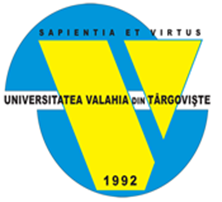 SAPIENTIA ET VIRTUS
UNIVERSITATEA VALAHIA DIN TÂRGOVIŞTE
1992